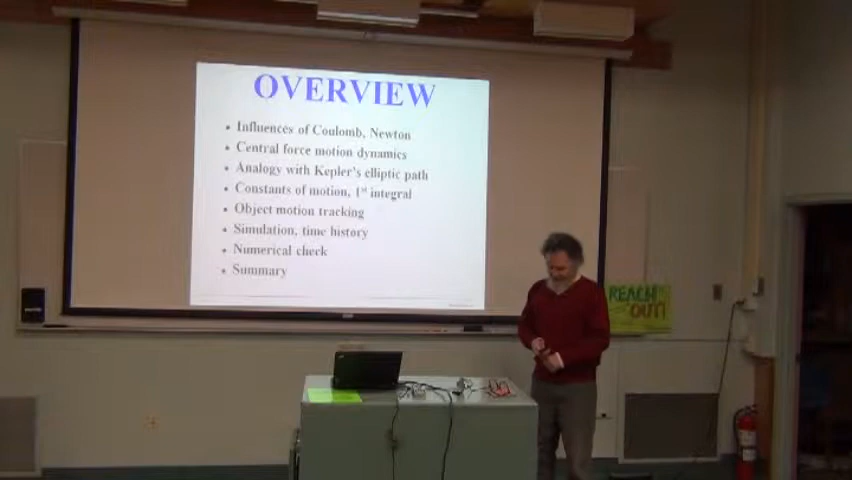 OVERVIEW
• Influences of Coulomb, Newton
• Central force motion dynamics
• Analogy with Kepler's elliptic path
• Constants of motion, 1st integral
• Object motion tracking
• Simulation, time history
• Numerical check
• Summary
REACH
OUT!